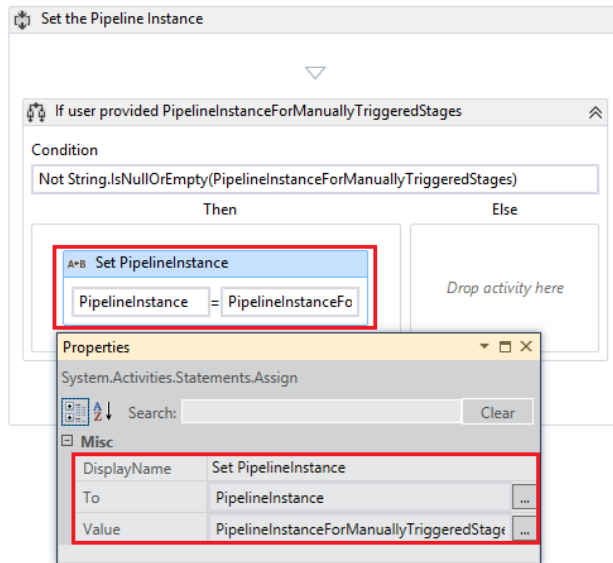 Set the Pipeline Instance
If user provided PipelineInstanceForManuallyTriggeredStages
Condition
Not String.IsNullOrEmpty(PipelineInstanceForManuallyTriggeredStages)
Then Else
A+B Set PipelineInstance
PipelineInstance = PipelineInstanceFo
Drop activity here
Properties
System.Activities.Statements.Assign
Search: Clear
Misc
DisplayName Set PipelineInstance
To PipelineInstance ...
Value PipelineInstanceForManuallyTriggeredStage ...